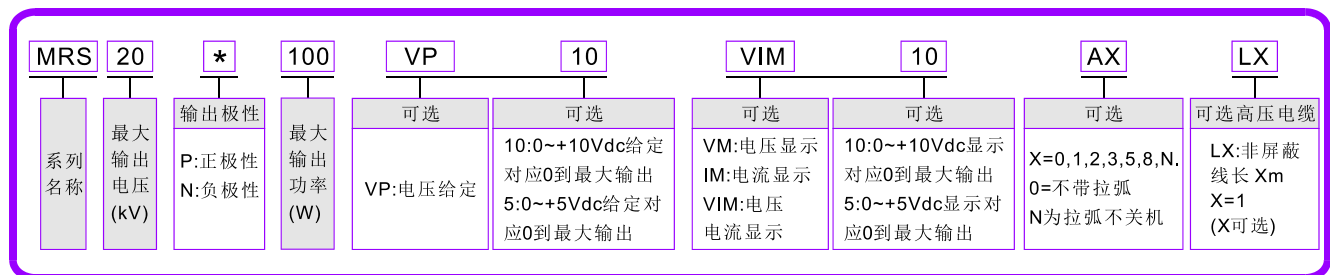 MRS 20 * 100 VP 10 VIM 10 AX LX
系列
名称
最大
输出
电压
(kV)
输出极性
P:正极性
N:负极性
最大
输出
功率
(W)
可选
VP:电压给定
可选
10:0~+10Vdc给定
对应0到最大输出
5:0~+5Vdc给定对
应0到最大输出
可选
VM:电压显示
IM:电流显示
VIM:电压
电流显示
可选
10:0~+10Vdc显示
对应0到最大输出
5:0~+5Vdc显示对
应0到最大输出
可选
X=0,1,2,3,5,8,N.
0=不带拉弧
N为拉弧不关机
可选高压电缆
LX:非屏蔽
线长 Xm
X=1
(X可选)